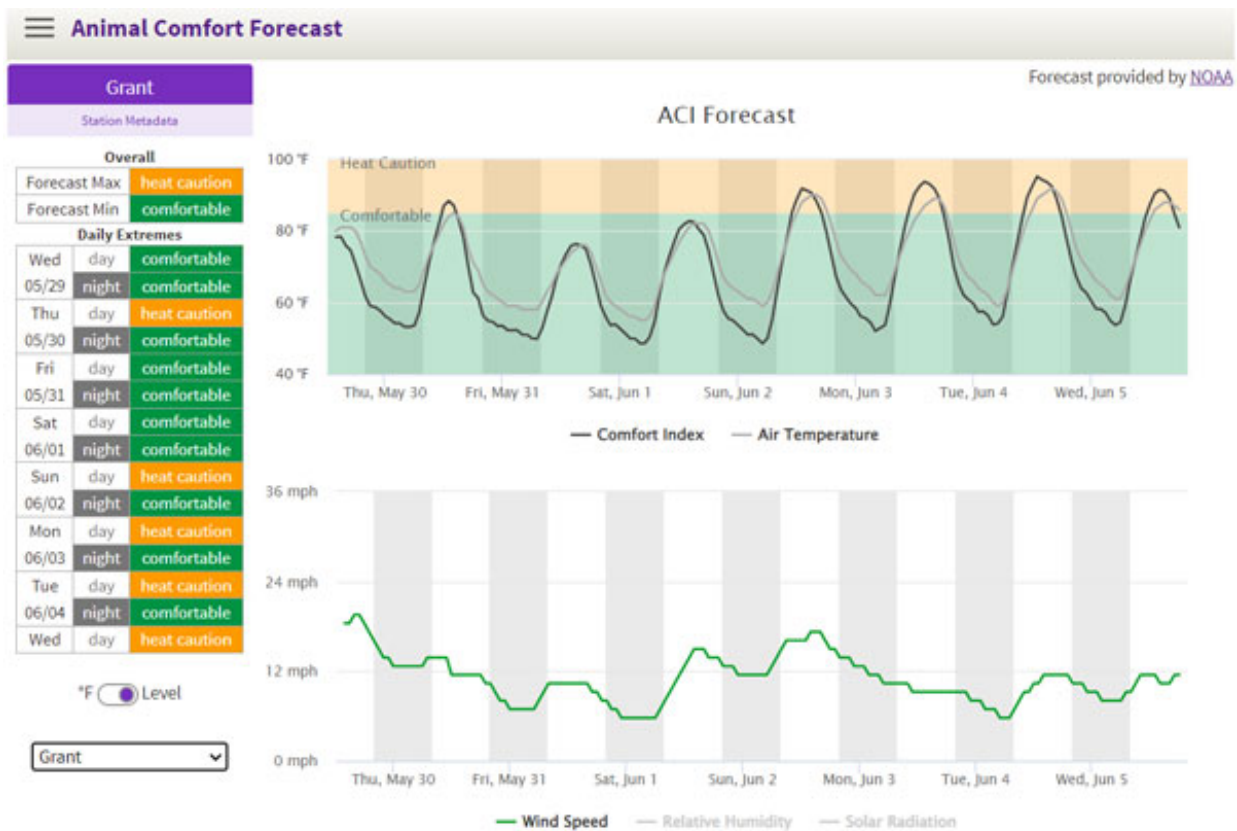 Animal Comfort Forecast
Grant
Station Metadata
Overall
Forecast Max heat caution
Forecast Min comfortable
Daily Extremes
Wed day comfortable
05/29 night comfortable
Thu day heat caution
05/30 night comfortable
Fri day comfortable
05/31 night comfortable
Sat day comfortable
06/01 night comfortable
Sun day heat caution
06/02 night comfortable
Mon day heat caution
06/03 night comfortable
Tue day heat caution
06/04 night comfortable
Wed day heat caution
°F Level
Grant
Forecast provided by NOAA
ACI Forecast
100 °F
Heat Caution
Comfortable
80 °F
60 °F
40 °F
Thu, May 30 Fri, May 31 Sat, Jun 1 Sun, Jun 2 Mon, Jun 3 Tue, Jun 4 Wed, Jun 5
Comfort Index Air Temperature
36 mph
24 mph
12 mph
0 mph
Thu, May 30 Fri, May 31 Sat, Jun 1 Sun, Jun 2 Mon, Jun 3 Tue, Jun 4 Wed, Jun 5
Wind Speed Relative Humidity Solar Radiation